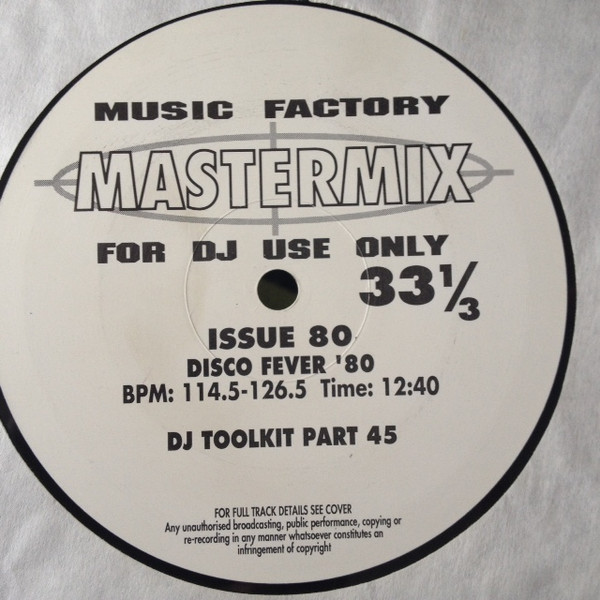 MUSIC FACTORY
MASTERMIX
FOR DJ USE ONLY
33⅓
ISSUE 80
DISCO FEVER '80
BPM: 114.5-126.5 Time: 12:40
DJ TOOLKIT PART 45
FOR FULL TRACK DETAILS SEE COVER
Any unauthorised broadcasting, public performance, copying or
re-recording in any manner whatsoever constitutes an
infringement of copyright